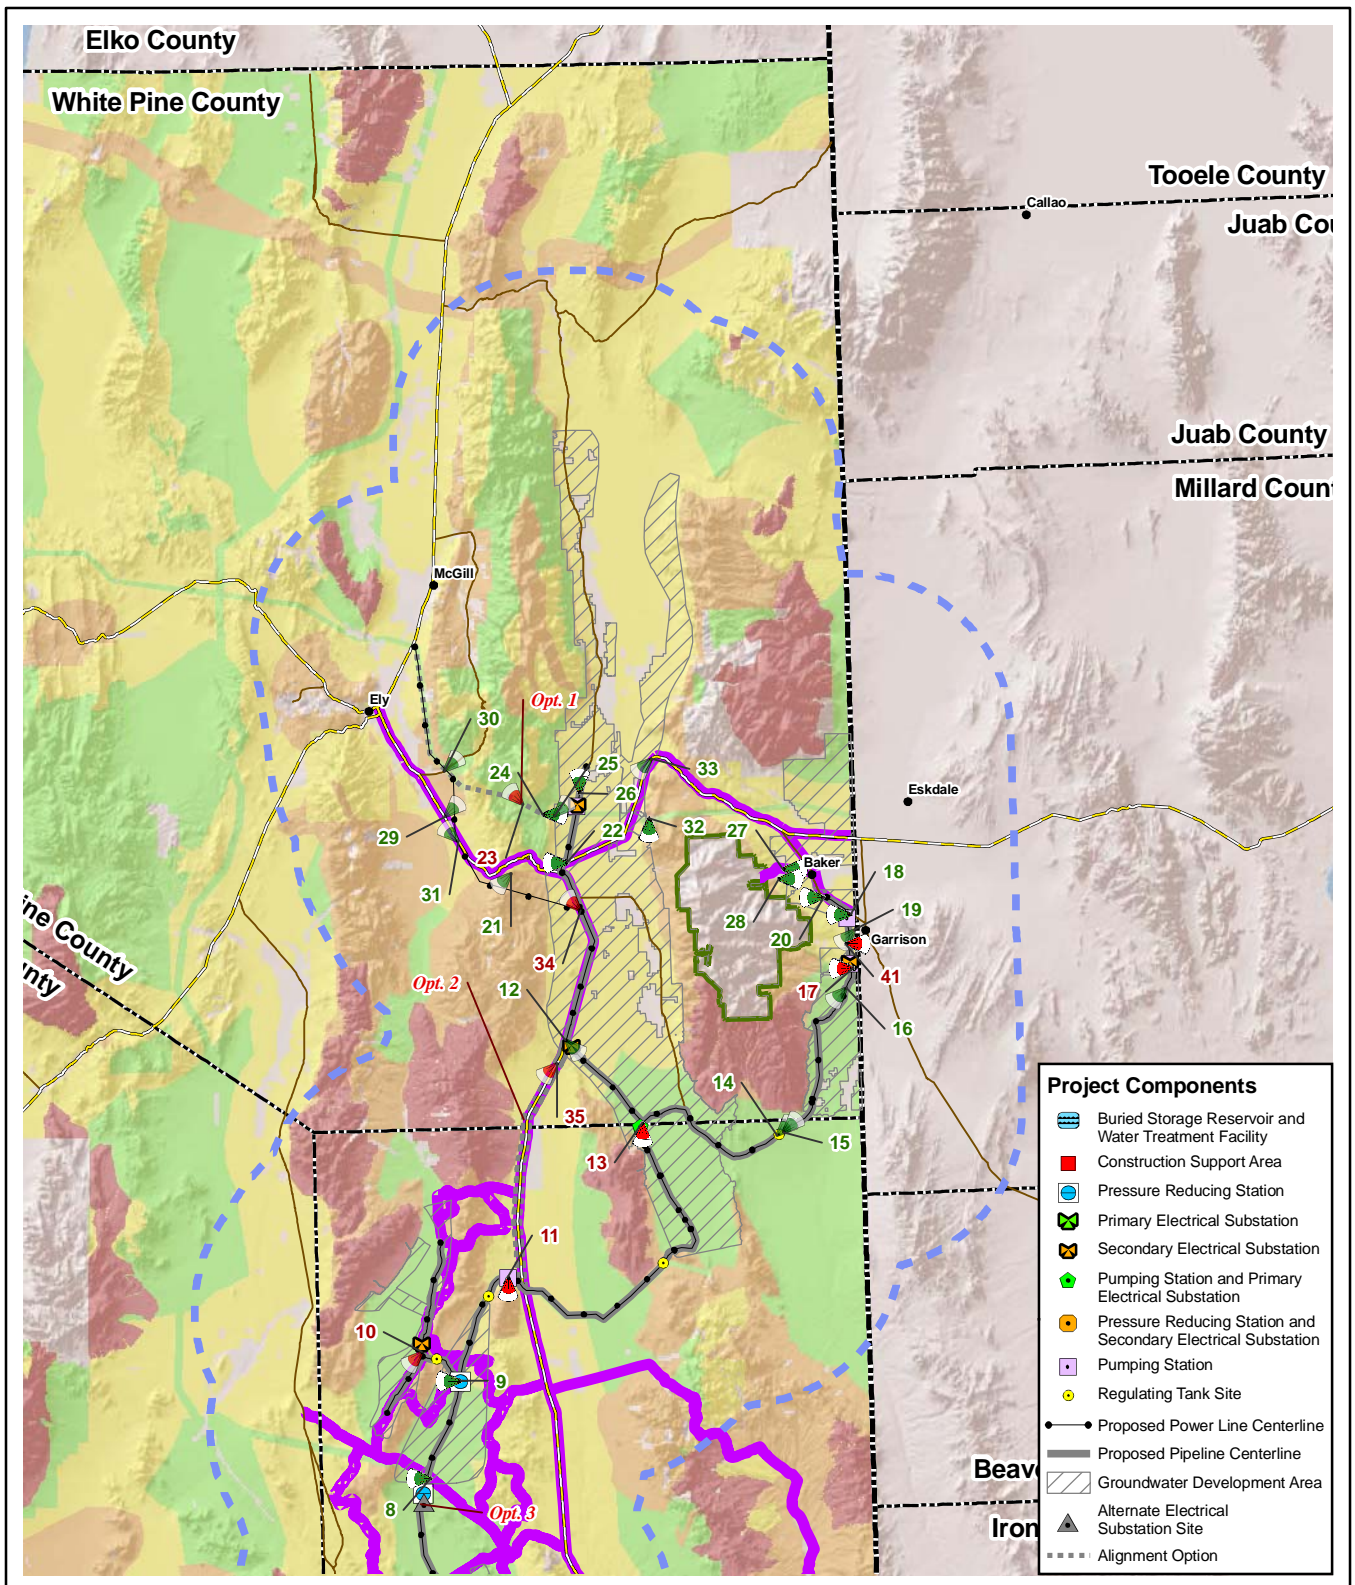 Elko County
White Pine County
Tooele County
Callao
Juab Cou
Juab County
Millard Count
McGill
Ely
30
Opt. 1
24
25
33
26
Eskdale
29
22
32
27
23
Baker
18
31
28
19
21
20
Garrison
ine County
nty
34
41
Opt. 2
17
12
16
14
35
15
13
11
10
9
8
Opt. 3
Beav
Iron
Project Components
Buried Storage Reservoir and
Water Treatment Facility
Construction Support Area
Pressure Reducing Station
Primary Electrical Substation
Secondary Electrical Substation
Pumping Station and Primary
Electrical Substation
Pressure Reducing Station and
Secondary Electrical Substation
Pumping Station
Regulating Tank Site
Proposed Power Line Centerline
Proposed Pipeline Centerline
Groundwater Development Area
Alternate Electrical
Substation Site
Alignment Option